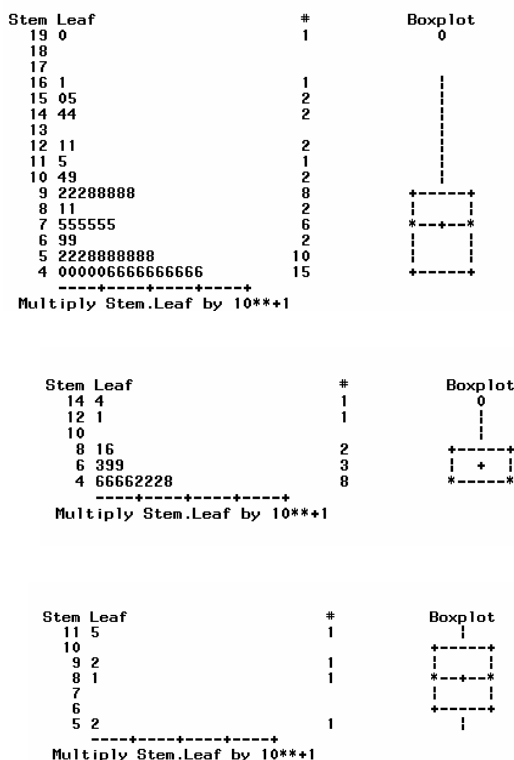 Stem Leaf # Boxplot
19 0 1 0
18
17
16 1 1 |
15 05 2 |
14 44 2 |
13 |
12 11 2 |
11 5 1 |
10 49 2 |
9 22288888 8 +-----+
8 11 2 | |
7 555555 6 *--+--*
6 99 2 | |
5 2228888888 10 | |
4 000006666666666 15 +-----+
----+----+----+----+
Multiply Stem.Leaf by 10**+1
Stem Leaf # Boxplot
14 4 1 0
12 1 1 |
10 |
8 16 2 +-----+
6 399 3 | + |
4 66662228 8 *-----*
----+----+----+----+
Multiply Stem.Leaf by 10**+1
Stem Leaf # Boxplot
11 5 1 |
10 +-----+
9 2 1 | |
8 1 1 *--+--*
7 | |
6 +-----+
5 2 1 |
----+----+----+----+
Multiply Stem.Leaf by 10**+1